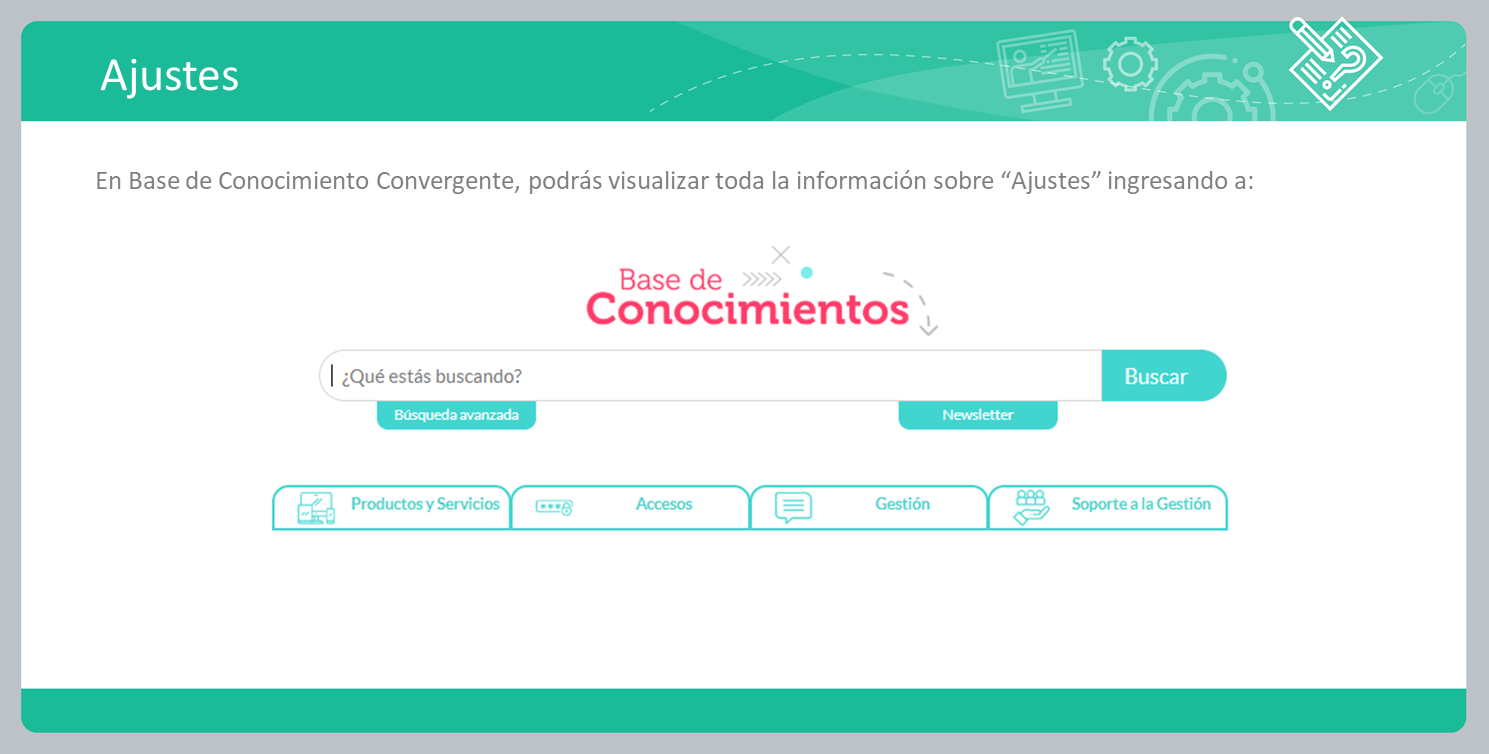 Ajustes
En Base de Conocimiento Convergente, podrás visualizar toda la información sobre “Ajustes” ingresando a:
Base de
Conocimientos
¿Qué estás buscando?
Buscar
Búsqueda avanzada
Newsletter
Productos y Servicios
Accesos
Gestión
Soporte a la Gestión